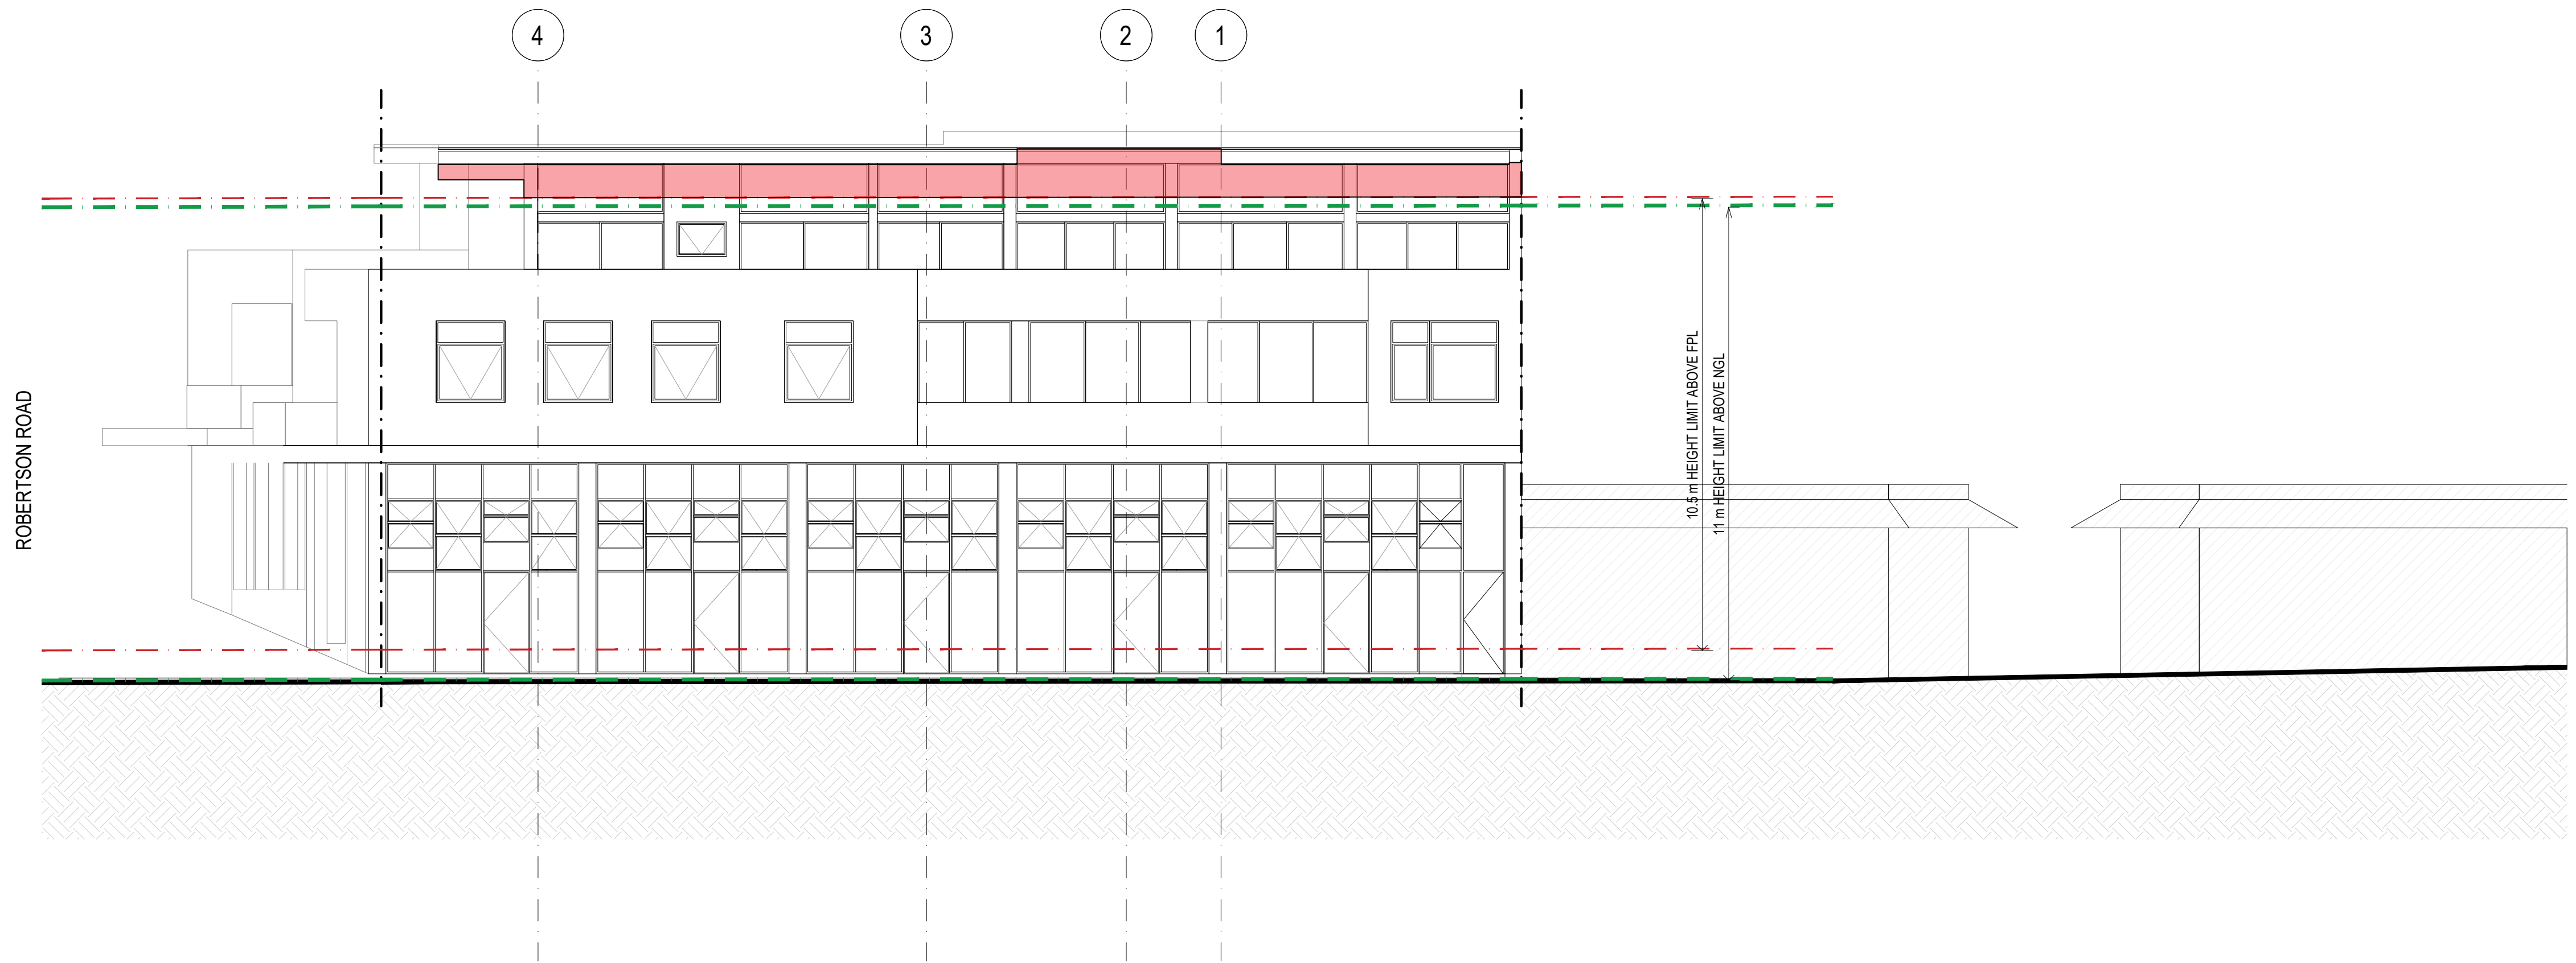 4
3
2
1
ROBERTSON ROAD
10.5 m HEIGHT LIMIT ABOVE FPL
11 m HEIGHT LIMIT ABOVE NGL